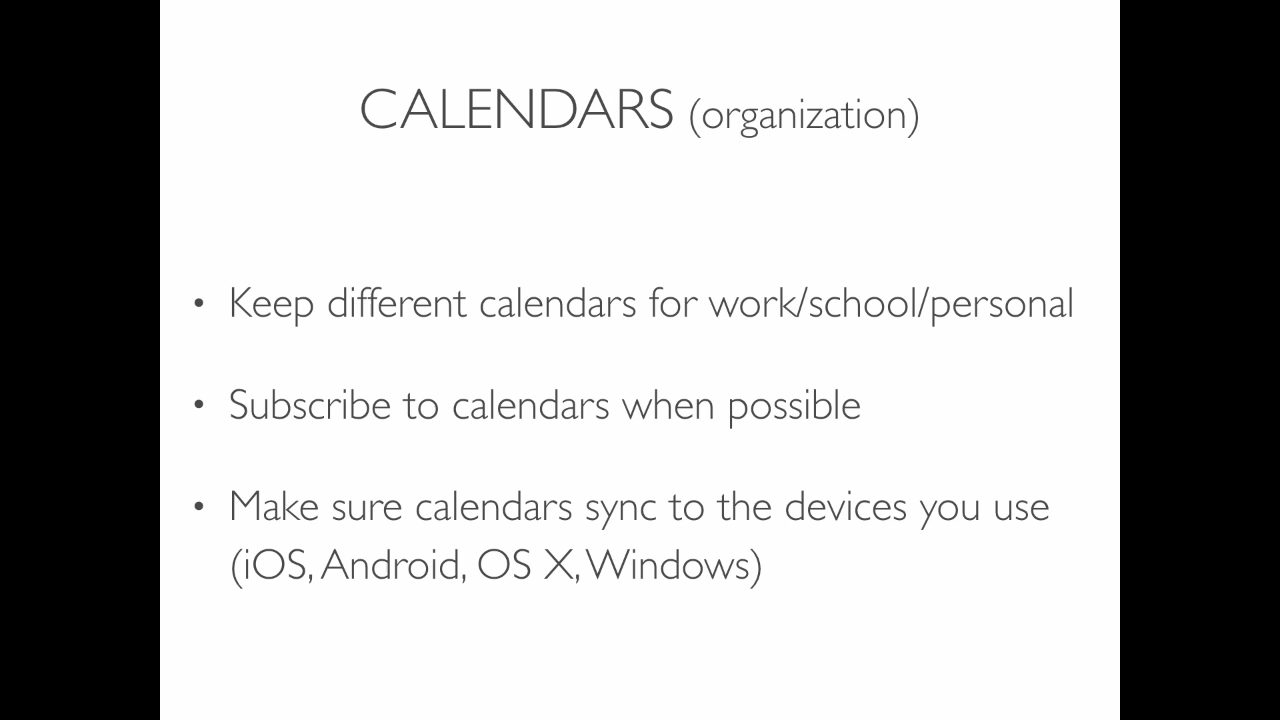 CALENDARS (organization)
• Keep different calendars for work/school/personal
• Subscribe to calendars when possible
• Make sure calendars sync to the devices you use
(iOS, Android, OS X, Windows)